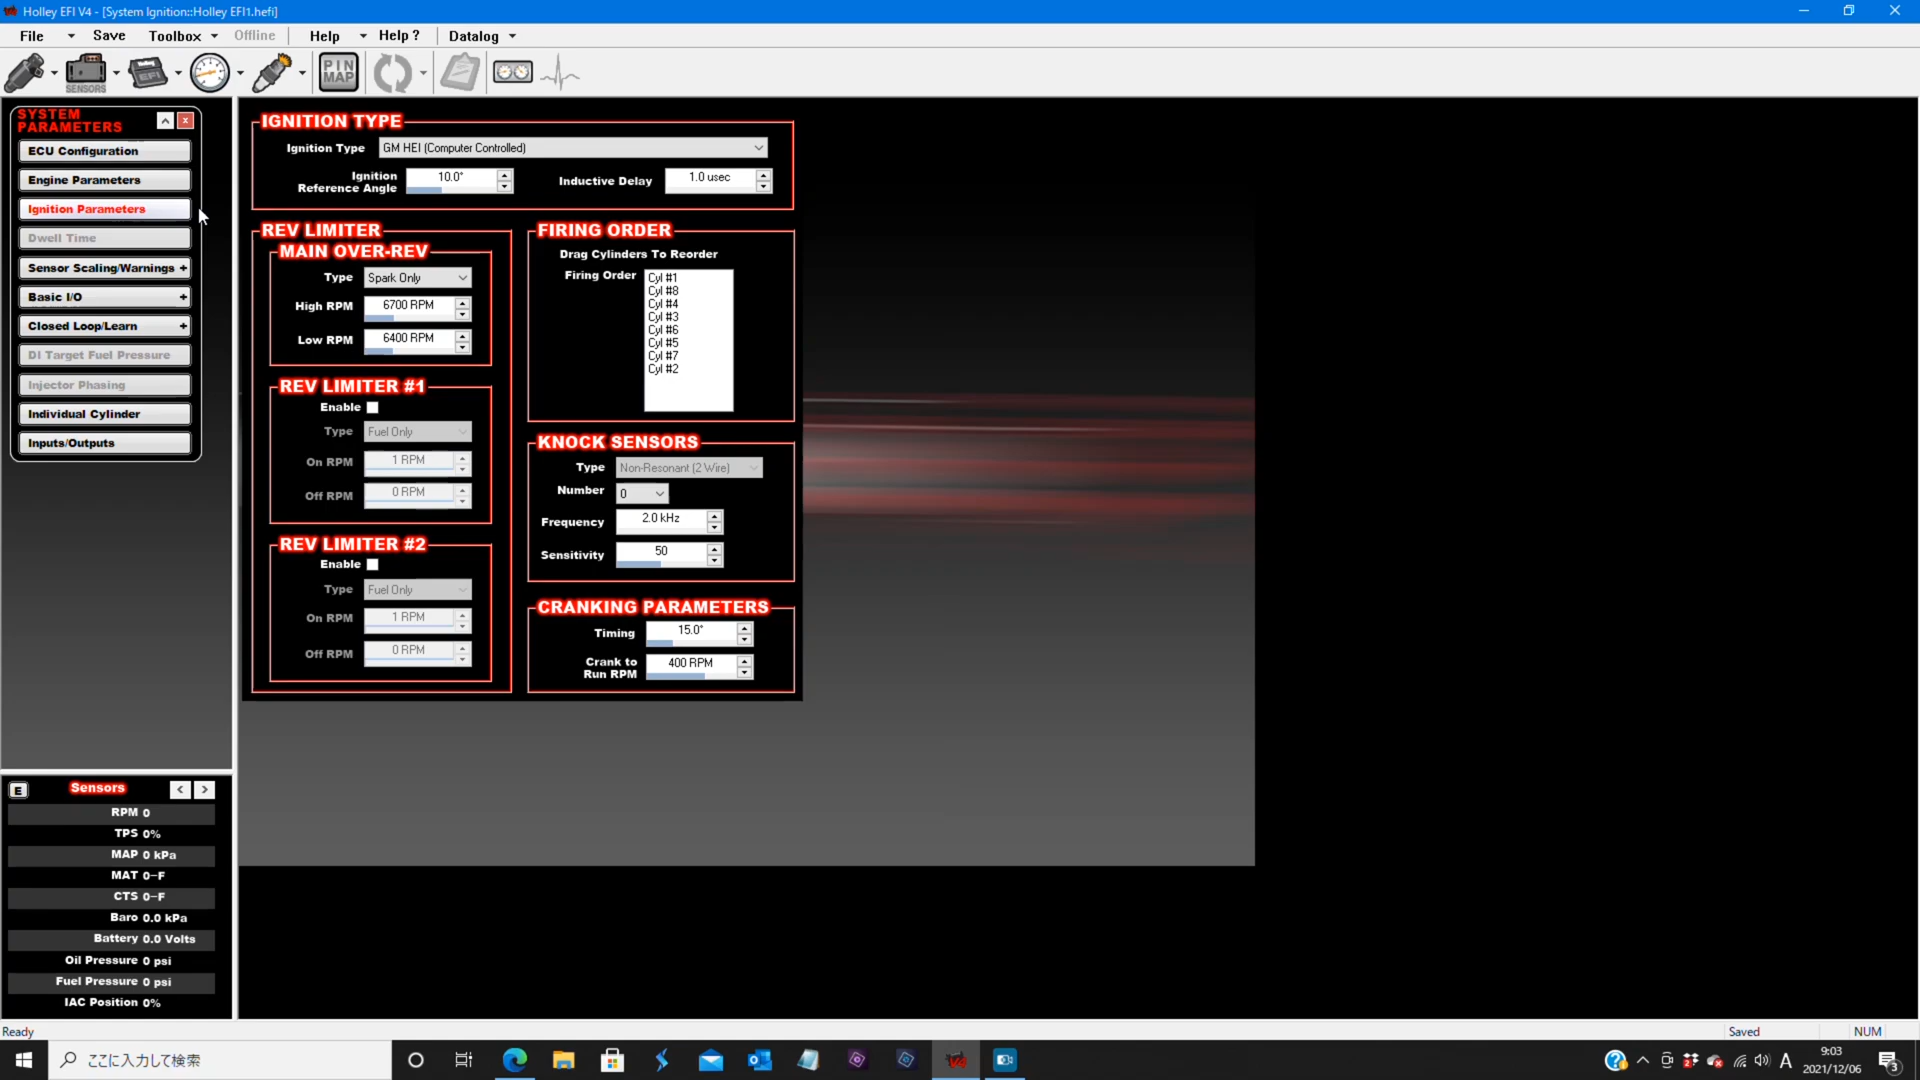 Holley EFI V4 - [System Ignition::Holley EFI1.hefi]
File Save Toolbox Offline Help Help ? Datalog
SENSORS EFI PIN MAP
SYSTEM
PARAMETERS
ECU Configuration
Engine Parameters
Ignition Parameters
Dwell Time
Sensor Scaling/Warnings +
Basic I/O +
Closed Loop/Learn +
DI Target Fuel Pressure
Injector Phasing
Individual Cylinder
Inputs/Outputs
IGNITION TYPE
Ignition Type GM HEI (Computer Controlled)
Ignition Reference Angle 10.0° Inductive Delay 1.0 usec
REV LIMITER
MAIN OVER-REV
Type Spark Only
High RPM 6700 RPM
Low RPM 6400 RPM
REV LIMITER #1
Enable
Type Fuel Only
On RPM 1 RPM
Off RPM 0 RPM
REV LIMITER #2
Enable
Type Fuel Only
On RPM 1 RPM
Off RPM 0 RPM
FIRING ORDER
Drag Cylinders To Reorder
Firing Order Cyl #1
Cyl #8
Cyl #4
Cyl #3
Cyl #6
Cyl #5
Cyl #7
Cyl #2
KNOCK SENSORS
Type Non-Resonant (2 Wire)
Number 0
Frequency 2.0 kHz
Sensitivity 50
CRANKING PARAMETERS
Timing 15.0°
Crank to Run RPM 400 RPM
E Sensors < >
RPM 0
TPS 0%
MAP 0 kPa
MAT 0-F
CTS 0-F
Baro 0.0 kPa
Battery 0.0 Volts
Oil Pressure 0 psi
Fuel Pressure 0 psi
IAC Position 0%
Ready Saved NUM
ここに入力して検索 A 9:03
2021/12/06 3